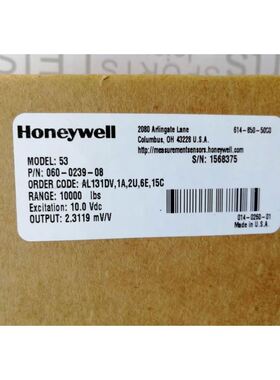 Honeywell
2080 Arlingate Lane 614-850-5000
Columbus, OH 43228 U.S.A.
http://measurementsensors.honeywell.com
MODEL: 53 S/N: 1568375
P/N: 060-0239-08
ORDER CODE: AL131DV,1A,2U,6E,15C
RANGE: 10000 lbs
Excitation: 10.0 Vdc
OUTPUT: 2.3119 mV/V
014-0260-01
Made in U.S.A.